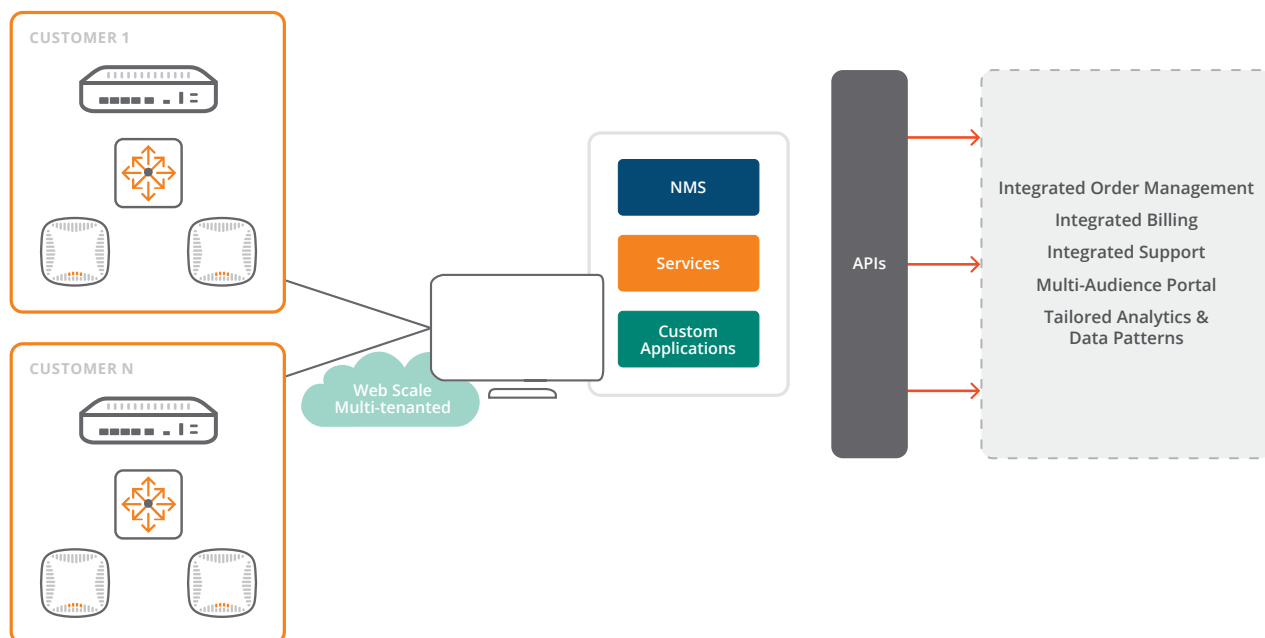 CUSTOMER 1
CUSTOMER N
Web Scale
Multi-tenanted
NMS
Services
Custom
Applications
APIs
Integrated Order Management
Integrated Billing
Integrated Support
Multi-Audience Portal
Tailored Analytics &
Data Patterns